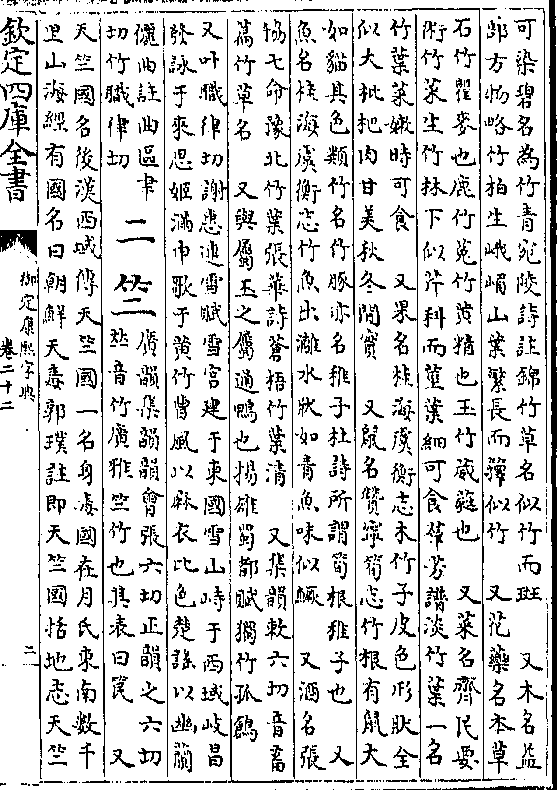 可染碧名為竹青宛陵詩註錦竹草名似竹而斑　又木名益
部方物略竹柏生峨嵋山葉繁長而籜似竹　又花藥名本草
石竹瞿麥也鹿竹菟竹黄精也玉竹葳蕤也　又菜名齊民要
術竹菜生竹林下似芹科而莖葉細可食羣芳譜淡竹葉一名
竹葉菜嫩時可食　又果名桂海虞衡志木竹子皮色形狀全
似大枇杷肉甘美秋冬間實　又鼠名贊寧筍志竹根有鼠大
如貓其色類竹名竹豚亦名稚子杜詩所謂筍根稚子也　又
魚名桂海虞衡志竹魚出灕水狀如青魚味似鱖　又酒名張
協七命豫北竹葉張華詩蒼梧竹葉清　又集韻敕六切音畜
萹竹草名　又與䳑玉之䳑通鴨也揚雄蜀都賦獨竹孤鶬
又叶職律切謝惠連雪賦雪宮建于東國雪山峙于西域岐昌
發詠于來思姬滿申歌于黄竹曹風以麻衣比色楚謠以幽蘭
儷曲註曲區聿
切竹職律切
二
竺
廣韻集韻韻會張六切正韻之六切
𠀤音竹廣雅竺竹也其表曰笢　又
天竺國名後漢西域傳天竺國一名身毒國在月氏東南數千
里山海經有國名曰朝鮮天毒郭璞註即天竺國括地志天竺
欽定四庫全書
御定康熙字典
卷二十二
二